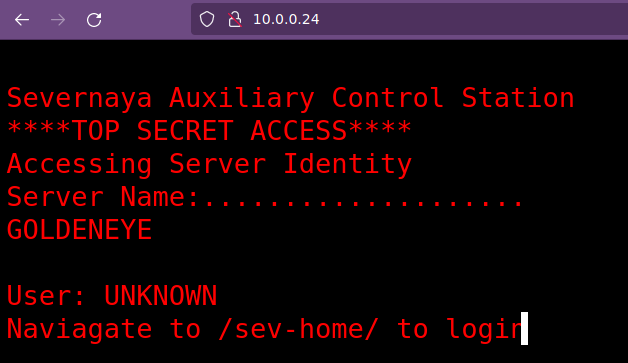 10.0.0.24
Severnaya Auxiliary Control Station
****TOP SECRET ACCESS****
Accessing Server Identity
Server Name:....................
GOLDENEYE
User: UNKNOWN
Naviagate to /sev-home/ to login